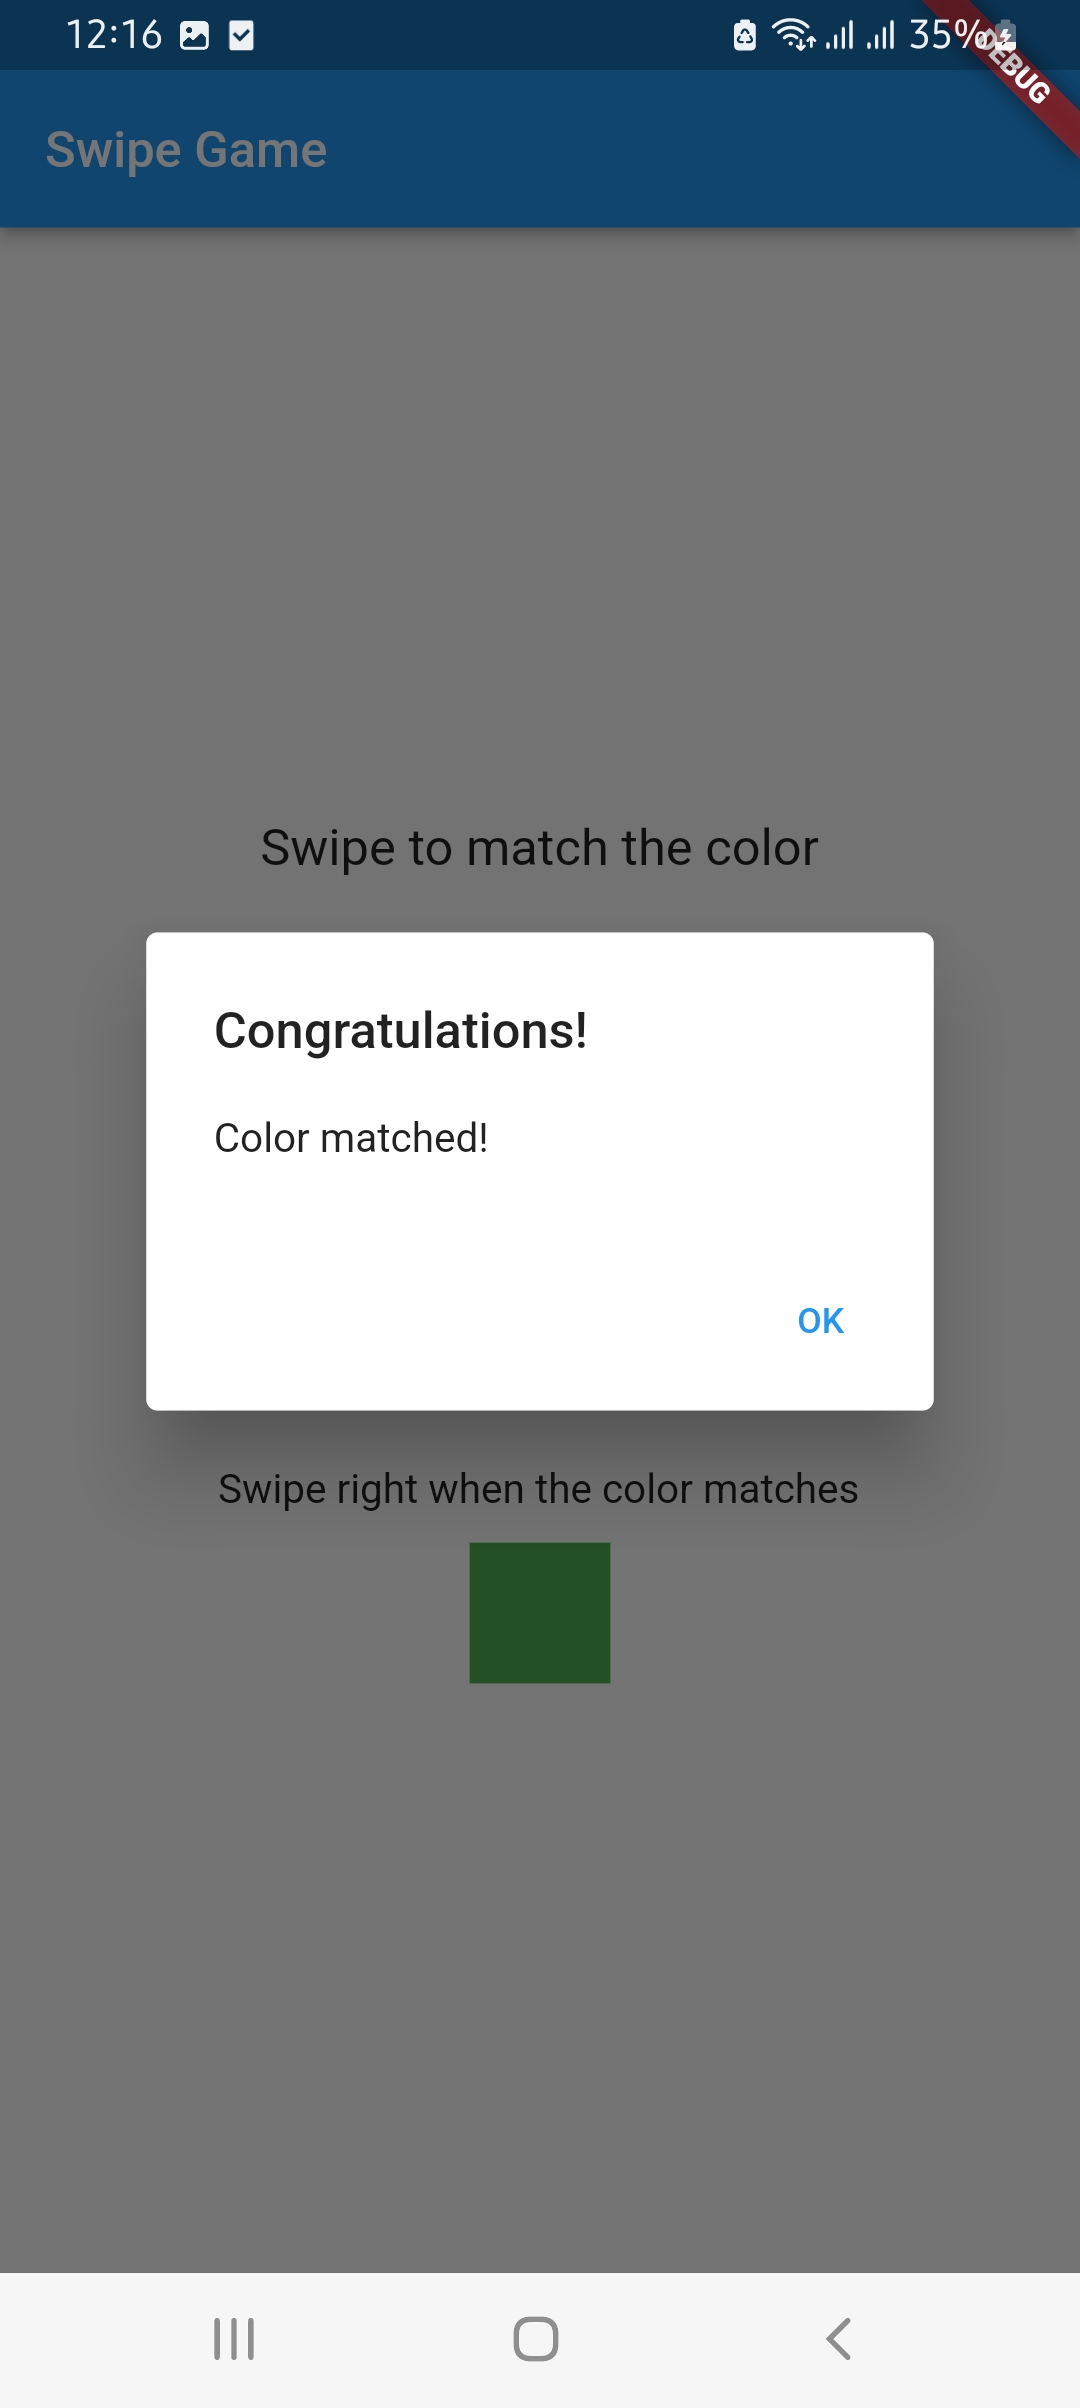 12:16
35%
DEBUG
Swipe Game
Swipe to match the color
Congratulations!
Color matched!
OK
Swipe right when the color matches